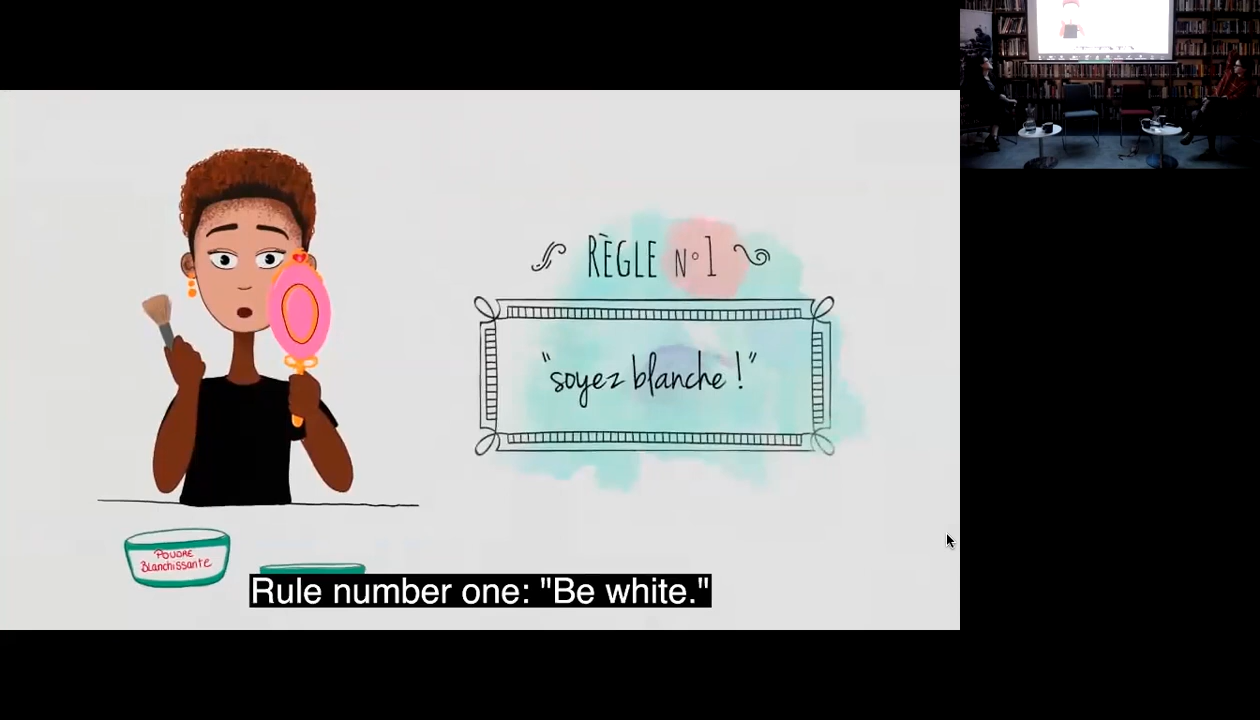 RÈGLE N°1
"soyez blanche !"
POUDRE
Blanchissante
Rule number one: "Be white."